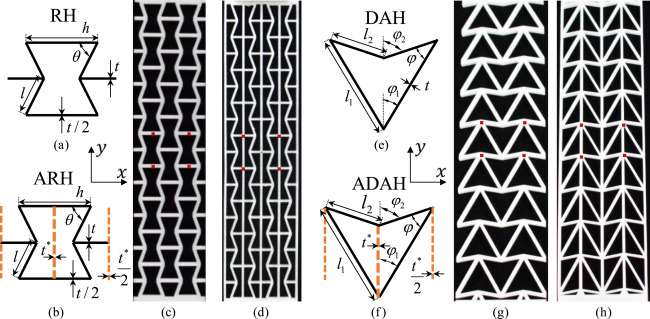 RH
h
θ
t
l
t / 2
(a)
y
x
ARH
h
θ
t
l
t*
t / 2
t*
2
(b)
(c)
(d)
DAH
l₂
φ₂
φ
t
l₁
φ₁
(e)
y
x
ADAH
l₂
φ₂
φ
t*
l₁
φ₁
t*
2
(f)
(g)
(h)